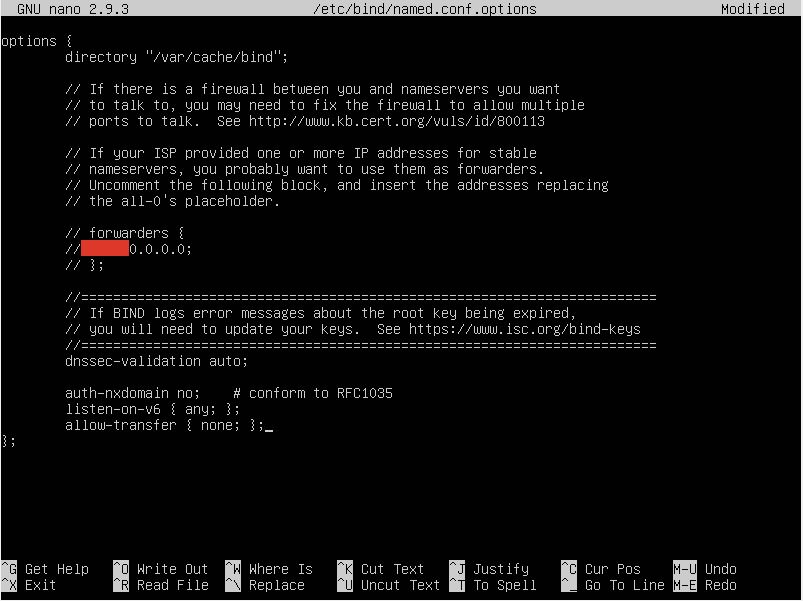 GNU nano 2.9.3 /etc/bind/named.conf.options Modified
options {
directory "/var/cache/bind";
// If there is a firewall between you and nameservers you want
// to talk to, you may need to fix the firewall to allow multiple
// ports to talk.  See http://www.kb.cert.org/vuls/id/800113
// If your ISP provided one or more IP addresses for stable
// nameservers, you probably want to use them as forwarders.
// Uncomment the following block, and insert the addresses replacing
// the all-0's placeholder.
// forwarders {
// 0.0.0.0;
// };
//========================================================================
// If BIND logs error messages about the root key being expired,
// you will need to update your keys.  See https://www.isc.org/bind-keys
//========================================================================
dnssec-validation auto;
auth-nxdomain no;    # conform to RFC1035
listen-on-v6 { any; };
allow-transfer { none; };_
};
^G Get Help ^O Write Out ^W Where Is ^K Cut Text ^J Justify ^C Cur Pos M-U Undo
^X Exit ^R Read File ^\ Replace ^U Uncut Text ^T To Spell ^_ Go To Line M-E Redo